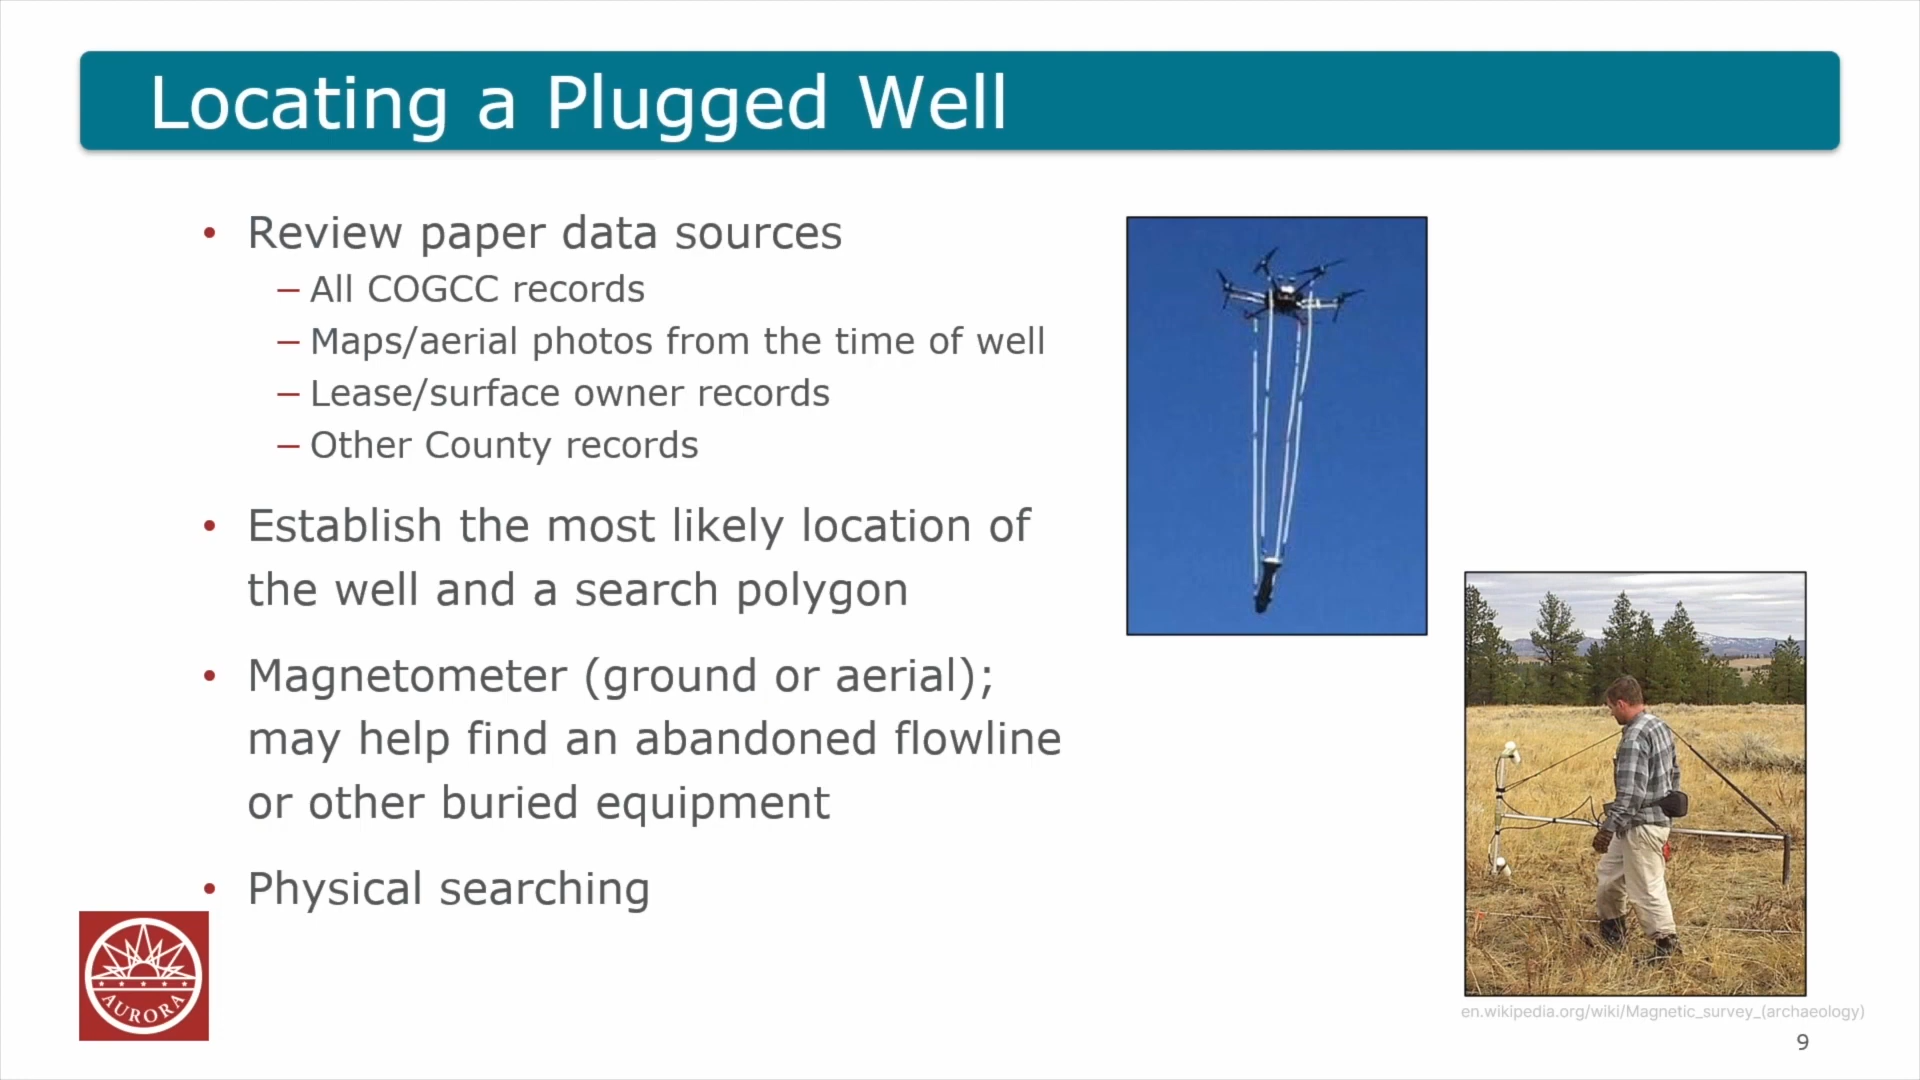 Locating a Plugged Well
• Review paper data sources
– All COGCC records
– Maps/aerial photos from the time of well
– Lease/surface owner records
– Other County records
• Establish the most likely location of
the well and a search polygon
• Magnetometer (ground or aerial);
may help find an abandoned flowline
or other buried equipment
• Physical searching
AURORA
en.wikipedia.org/wiki/Magnetic_survey_(archaeology)
9